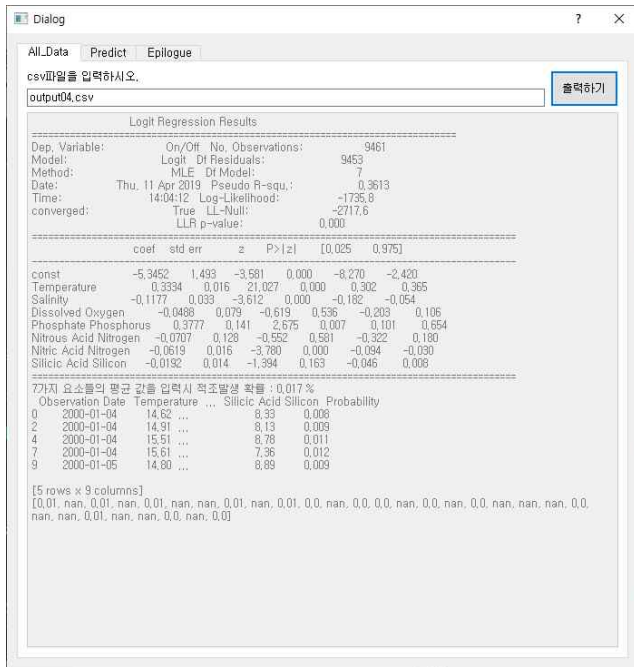 Dialog ? ×
All_Data Predict Epilogue
csv파일을 입력하시오.
output04.csv
출력하기
Logit Regression Results
==============================================================================
Dep. Variable: On/Off No. Observations: 9461
Model: Logit Df Residuals: 9453
Method: MLE Df Model: 7
Date: Thu, 11 Apr 2019 Pseudo R-squ.: 0.3613
Time: 14:04:12 Log-Likelihood: -1735.8
converged: True LL-Null: -2717.6
LLR p-value: 0.000
==============================================================================
coef std err z P>|z| [0.025 0.975]
------------------------------------------------------------------------------
const -5.3452 1.493 -3.581 0.000 -8.270 -2.420
Temperature 0.3334 0.016 21.027 0.000 0.302 0.365
Salinity -0.1177 0.033 -3.612 0.000 -0.182 -0.054
Dissolved Oxygen -0.0488 0.079 -0.619 0.536 -0.203 0.106
Phosphate Phosphorus 0.3777 0.141 2.675 0.007 0.101 0.654
Nitrous Acid Nitrogen -0.0707 0.128 -0.552 0.581 -0.322 0.180
Nitric Acid Nitrogen -0.0619 0.016 -3.780 0.000 -0.094 -0.030
Silicic Acid Silicon -0.0192 0.014 -1.394 0.163 -0.046 0.008
==============================================================================
7가지 요소들의 평균 값을 입력시 적조발생 확률 : 0.017 %
Observation Date Temperature ... Silicic Acid Silicon Probability
0 2000-01-04 14.62 ... 8.33 0.008
2 2000-01-04 14.91 ... 8.13 0.009
4 2000-01-04 15.51 ... 8.78 0.011
7 2000-01-04 15.61 ... 7.36 0.012
9 2000-01-05 14.80 ... 8.89 0.009
[5 rows x 9 columns]
[0.01, nan, 0.01, nan, 0.01, nan, nan, 0.01, nan, 0.01, 0.0, nan, 0.0, 0.0, nan, 0.0, nan, 0.0, nan, nan, nan, 0.0,
nan, nan, 0.01, nan, nan, 0.0, nan, 0.0]